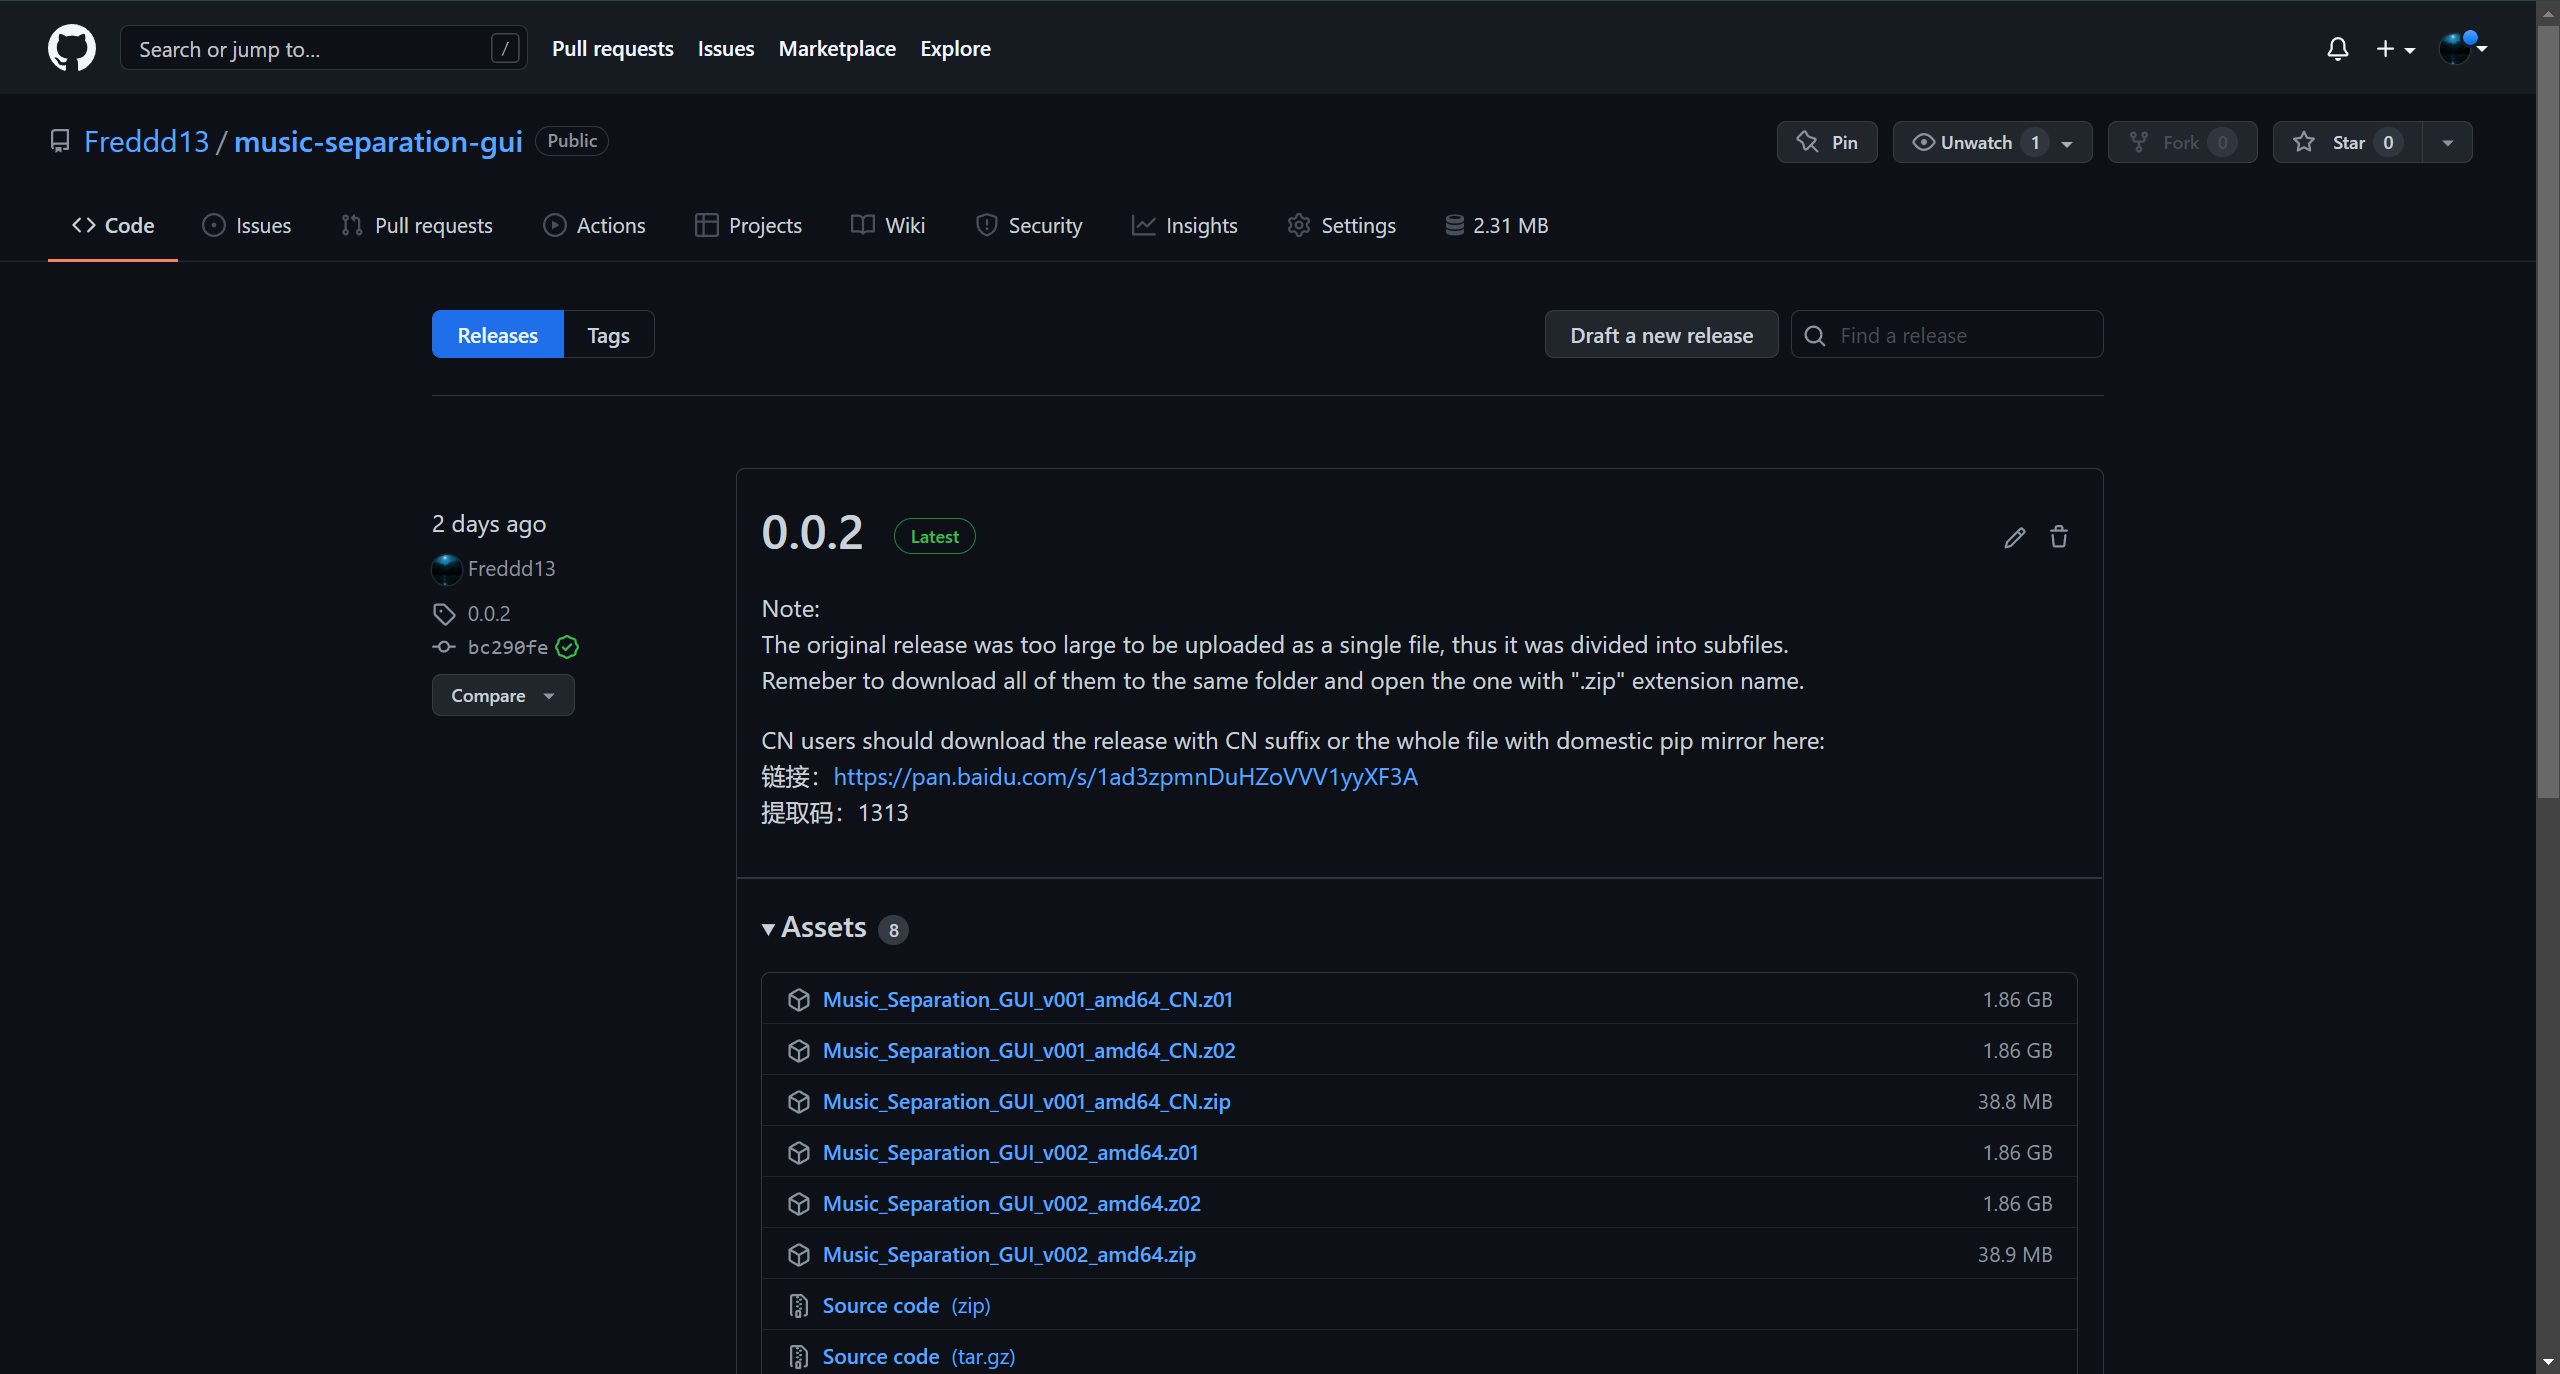 Search or jump to...
/
Pull requests
Issues
Marketplace
Explore
Freddd13 / music-separation-gui
Public
Pin
Unwatch 1
Fork 0
Star 0
Code
Issues
Pull requests
Actions
Projects
Wiki
Security
Insights
Settings
2.31 MB
Releases
Tags
Draft a new release
Find a release
2 days ago
Freddd13
0.0.2
bc290fe
Compare
0.0.2
Latest
Note:
The original release was too large to be uploaded as a single file, thus it was divided into subfiles.
Remeber to download all of them to the same folder and open the one with ".zip" extension name.
CN users should download the release with CN suffix or the whole file with domestic pip mirror here:
链接：https://pan.baidu.com/s/1ad3zpmnDuHZoVVV1yyXF3A
提取码：1313
Assets 8
Music_Separation_GUI_v001_amd64_CN.z01 1.86 GB
Music_Separation_GUI_v001_amd64_CN.z02 1.86 GB
Music_Separation_GUI_v001_amd64_CN.zip 38.8 MB
Music_Separation_GUI_v002_amd64.z01 1.86 GB
Music_Separation_GUI_v002_amd64.z02 1.86 GB
Music_Separation_GUI_v002_amd64.zip 38.9 MB
Source code (zip)
Source code (tar.gz)